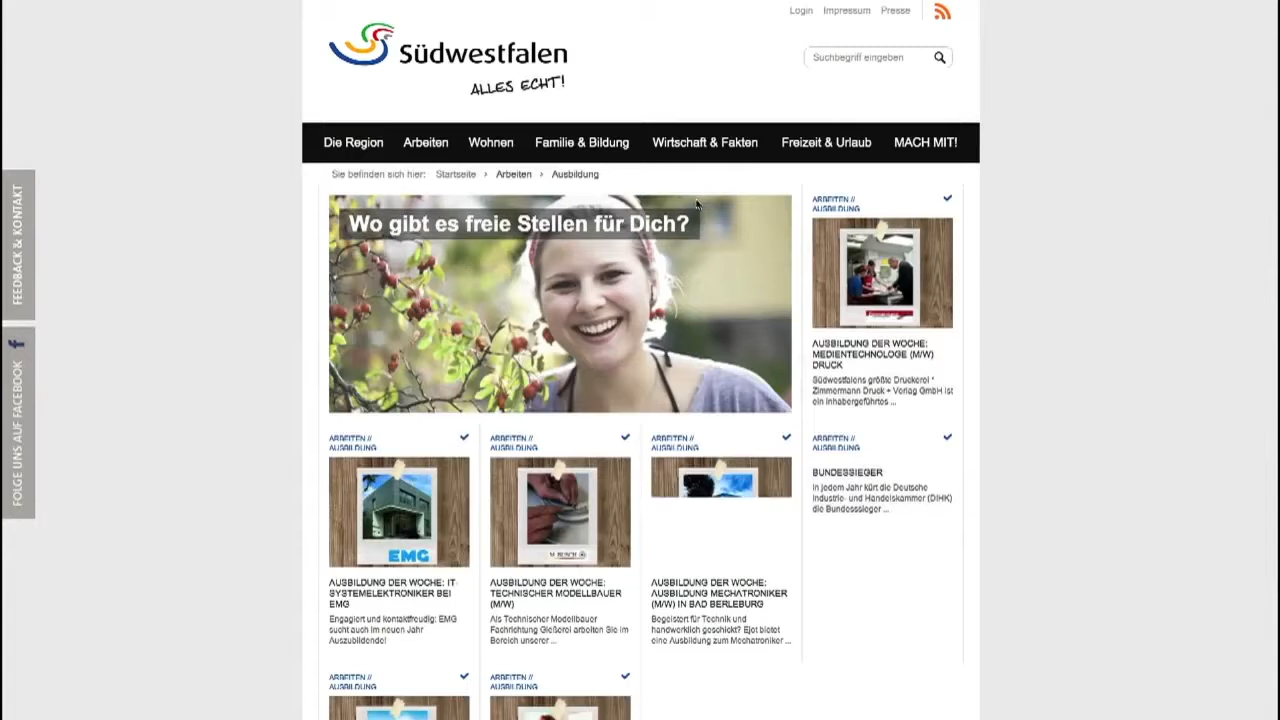 Login Impressum Presse
Südwestfalen
ALLES ECHT!
Suchbegriff eingeben
Die Region Arbeiten Wohnen Familie & Bildung Wirtschaft & Fakten Freizeit & Urlaub MACH MIT!
Sie befinden sich hier: Startseite › Arbeiten › Ausbildung
FEEDBACK & KONTAKT
FOLGE UNS AUF FACEBOOK
Wo gibt es freie Stellen für Dich?
ARBEITEN //
AUSBILDUNG
AUSBILDUNG DER WOCHE:
MEDIENTECHNOLOGE (M/W)
DRUCK
Südwestfalens größte Druckerei *
Zimmermann Druck + Verlag GmbH ist
ein inhabergeführtes ...
ARBEITEN //
AUSBILDUNG
EMG
AUSBILDUNG DER WOCHE: IT-
SYSTEMELEKTRONIKER BEI
EMG
Engagiert und kontaktfreudig: EMG
sucht auch im neuen Jahr
Auszubildende!
ARBEITEN //
AUSBILDUNG
M. BUSCH
AUSBILDUNG DER WOCHE:
TECHNISCHER MODELLBAUER
(M/W)
Als Technischer Modellbauer
Fachrichtung Gießerei arbeiten Sie im
Bereich unserer ...
ARBEITEN //
AUSBILDUNG
AUSBILDUNG DER WOCHE:
AUSBILDUNG MECHATRONIKER
(M/W) IN BAD BERLEBURG
Begeistert für Technik und
handwerklich geschickt? Ejot bietet
eine Ausbildung zum Mechatroniker ...
ARBEITEN //
AUSBILDUNG
BUNDESSIEGER
In jedem Jahr kürt die Deutsche
Industrie- und Handelskammer (DIHK)
die Bundessieger ...
ARBEITEN //
AUSBILDUNG
ARBEITEN //
AUSBILDUNG